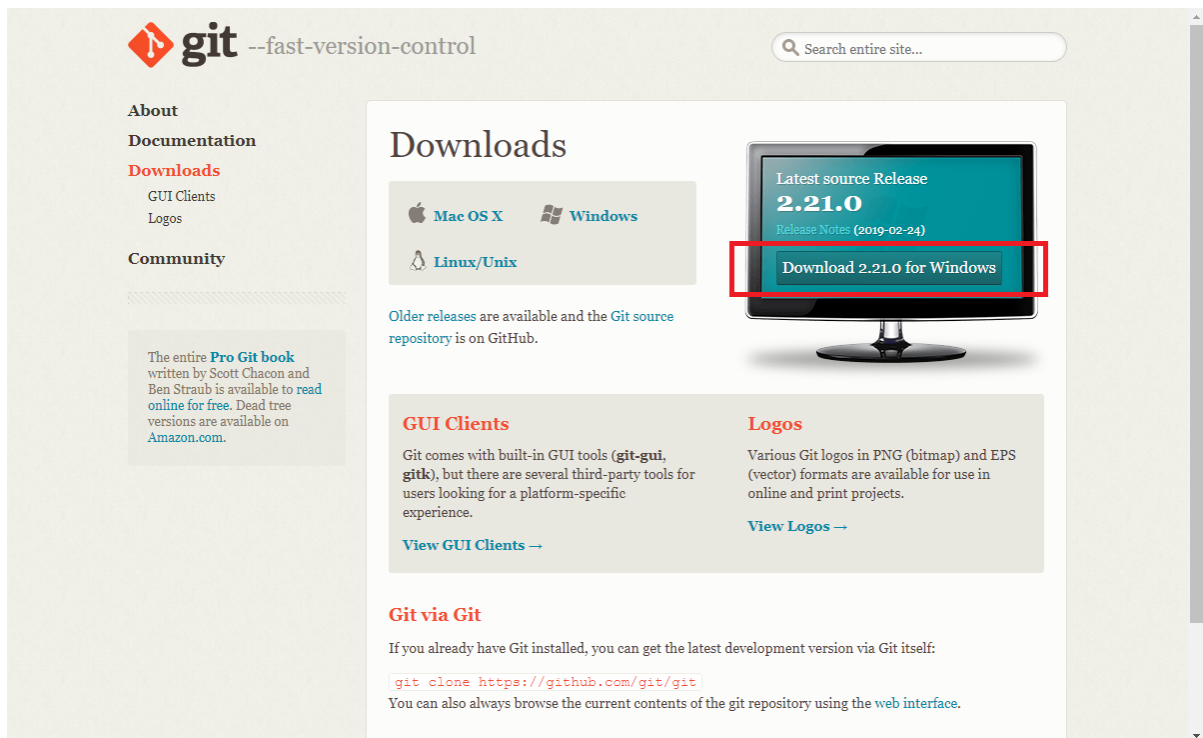 git --fast-version-control
Search entire site...
About
Documentation
Downloads
GUI Clients
Logos
Community
The entire Pro Git book
written by Scott Chacon and
Ben Straub is available to read
online for free. Dead tree
versions are available on
Amazon.com.
Downloads
Mac OS X
Windows
Linux/Unix
Older releases are available and the Git source
repository is on GitHub.
Latest source Release
2.21.0
Release Notes (2019-02-24)
Download 2.21.0 for Windows
GUI Clients
Git comes with built-in GUI tools (git-gui,
gitk), but there are several third-party tools for
users looking for a platform-specific
experience.
View GUI Clients →
Logos
Various Git logos in PNG (bitmap) and EPS
(vector) formats are available for use in
online and print projects.
View Logos →
Git via Git
If you already have Git installed, you can get the latest development version via Git itself:
git clone https://github.com/git/git
You can also always browse the current contents of the git repository using the web interface.